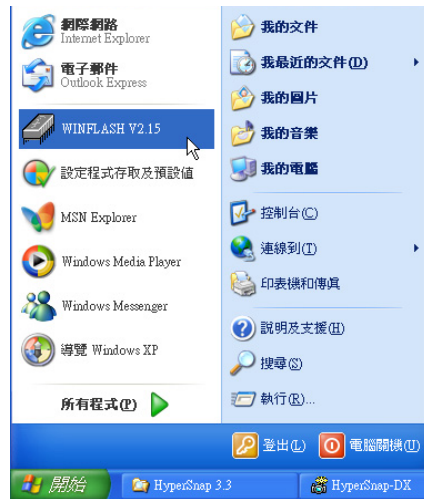 網際網路
Internet Explorer
電子郵件
Outlook Express
WINFLASH V2.15
設定程式存取及預設值
MSN Explorer
Windows Media Player
Windows Messenger
導覽 Windows XP
所有程式(P)
我的文件
我最近的文件(D)
我的圖片
我的音樂
我的電腦
控制台(C)
連線到(T)
印表機和傳真
說明及支援(H)
搜尋(S)
執行(R)...
登出(L)
電腦關機(U)
開始
HyperSnap 3.3
HyperSnap-DX